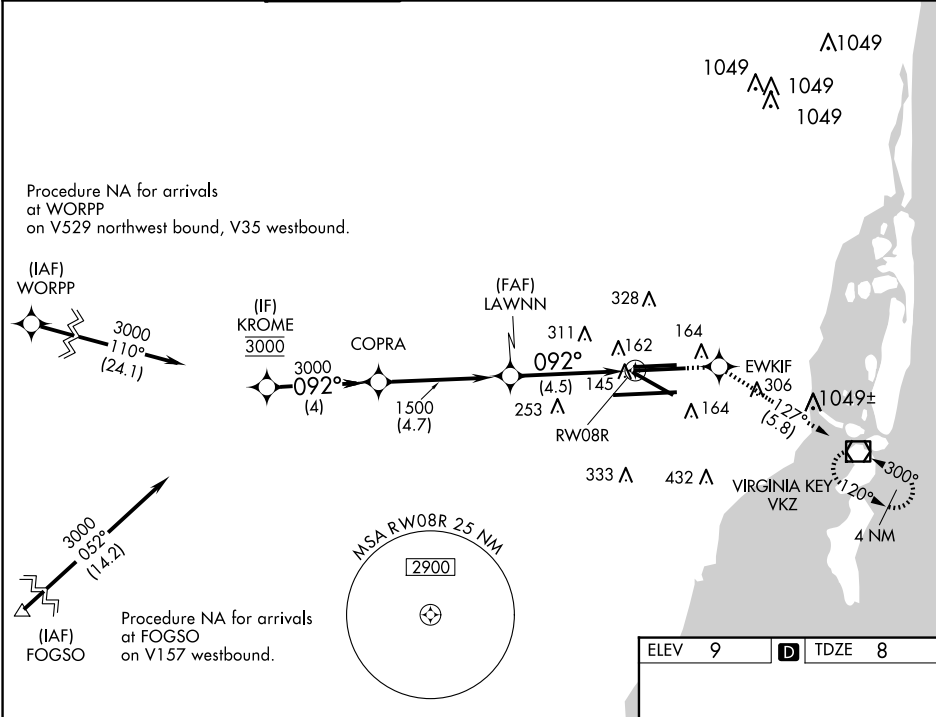 1049
1049
1049
1049
Procedure NA for arrivals
at WORPP
on V529 northwest bound, V35 westbound.
(IAF)
WORPP
3000
110°
(24.1)
(IF)
KROME
3000
3000
092°
(4)
COPRA
1500
(4.7)
(FAF)
LAWNN
092°
(4.5)
328
311
162
164
145
253
RW08R
EWKIF
306
127°
(5.8)
1049±
164
333
432
VIRGINIA KEY
VKZ
300°
120°
4 NM
3000
052°
(14.2)
(IAF)
FOGSO
Procedure NA for arrivals
at FOGSO
on V157 westbound.
MSA RW08R 25 NM
2900
ELEV 9 D TDZE 8